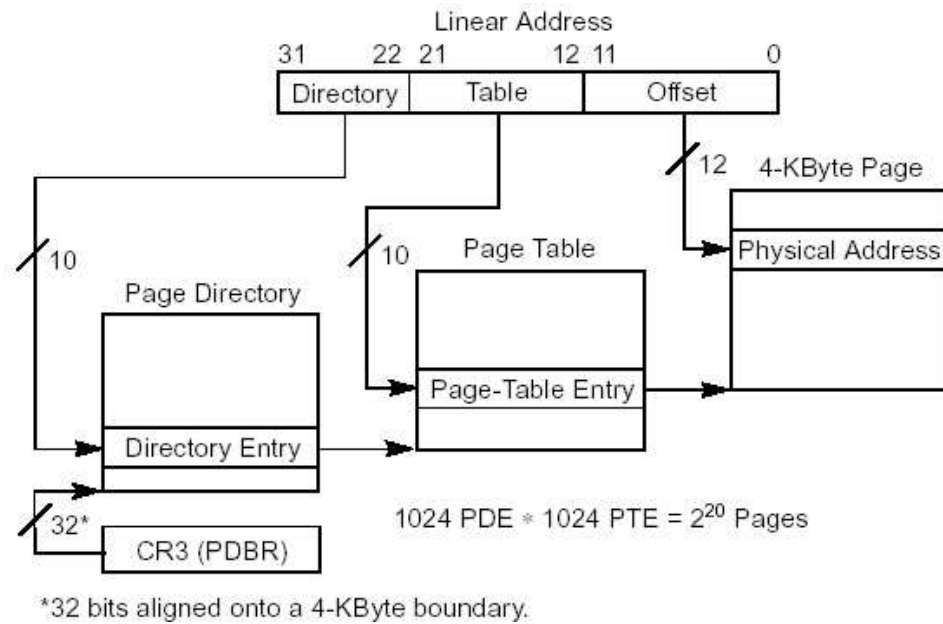 Linear Address
31 22 21 12 11 0
Directory Table Offset
12
4-KByte Page
10
10
Page Table
Physical Address
Page Directory
Page-Table Entry
Directory Entry
32*
1024 PDE * 1024 PTE = 2²⁰ Pages
CR3 (PDBR)
*32 bits aligned onto a 4-KByte boundary.